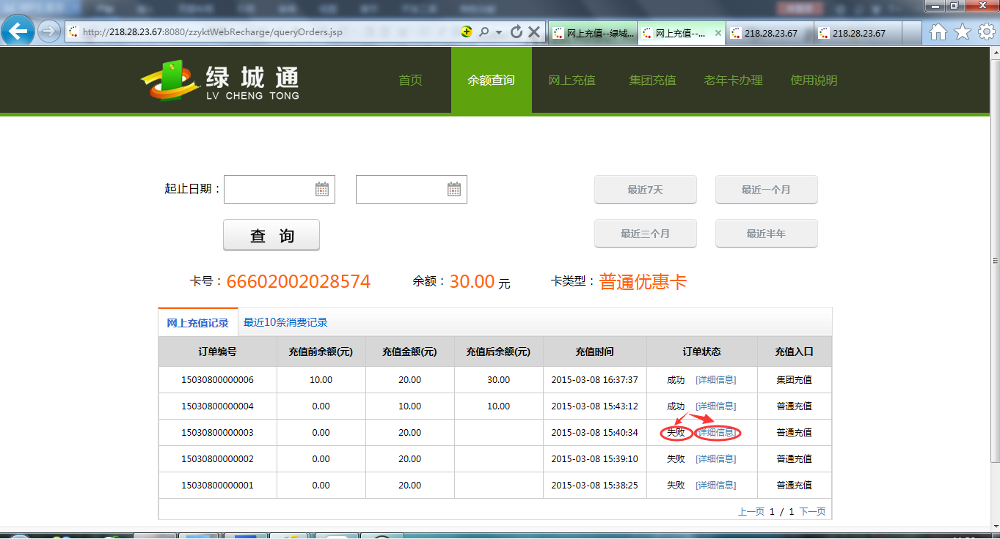 http://218.28.23.67:8080/zzyktWebRecharge/queryOrders.jsp
网上充值--绿城...
网上充值--...
218.28.23.67
218.28.23.67
绿城通
LV CHENG TONG
首页 余额查询 网上充值 集团充值 老年卡办理 使用说明
起止日期：
最近7天 最近一个月
查 询
最近三个月 最近半年
卡号：66602002028574 余额：30.00 元 卡类型：普通优惠卡
网上充值记录 最近10条消费记录
订单编号 充值前余额(元) 充值金额(元) 充值后余额(元) 充值时间 订单状态 充值入口
15030800000006 10.00 20.00 30.00 2015-03-08 16:37:37 成功 [详细信息] 集团充值
15030800000004 0.00 10.00 10.00 2015-03-08 15:43:12 成功 [详细信息] 普通充值
15030800000003 0.00 20.00 2015-03-08 15:40:34 失败 [详细信息] 普通充值
15030800000002 0.00 20.00 2015-03-08 15:39:10 失败 [详细信息] 普通充值
15030800000001 0.00 20.00 2015-03-08 15:38:25 失败 [详细信息] 普通充值
上一页 1 / 1 下一页